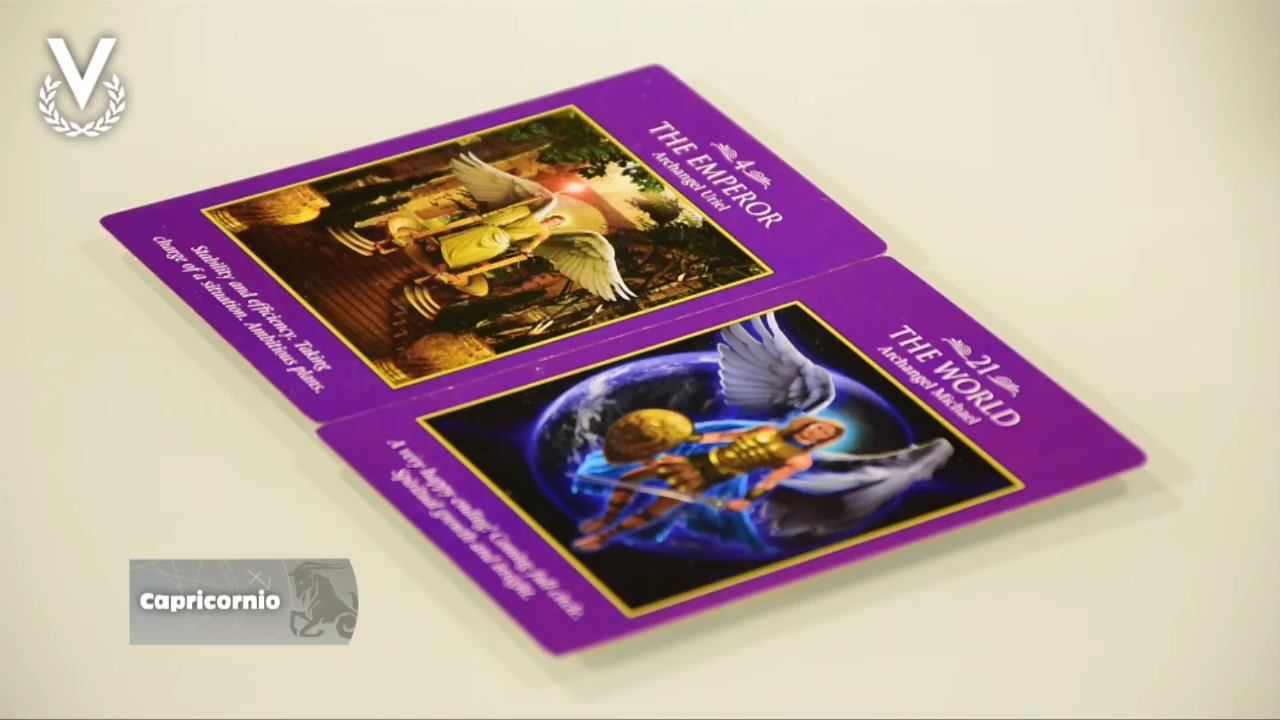 V
4
THE EMPEROR
Archangel Uriel
Stability and efficiency. Taking
charge of a situation. Ambitious plans.
21
THE WORLD
Archangel Michael
A very happy ending! Coming full circle.
Spiritual growth and insight.
Capricornio